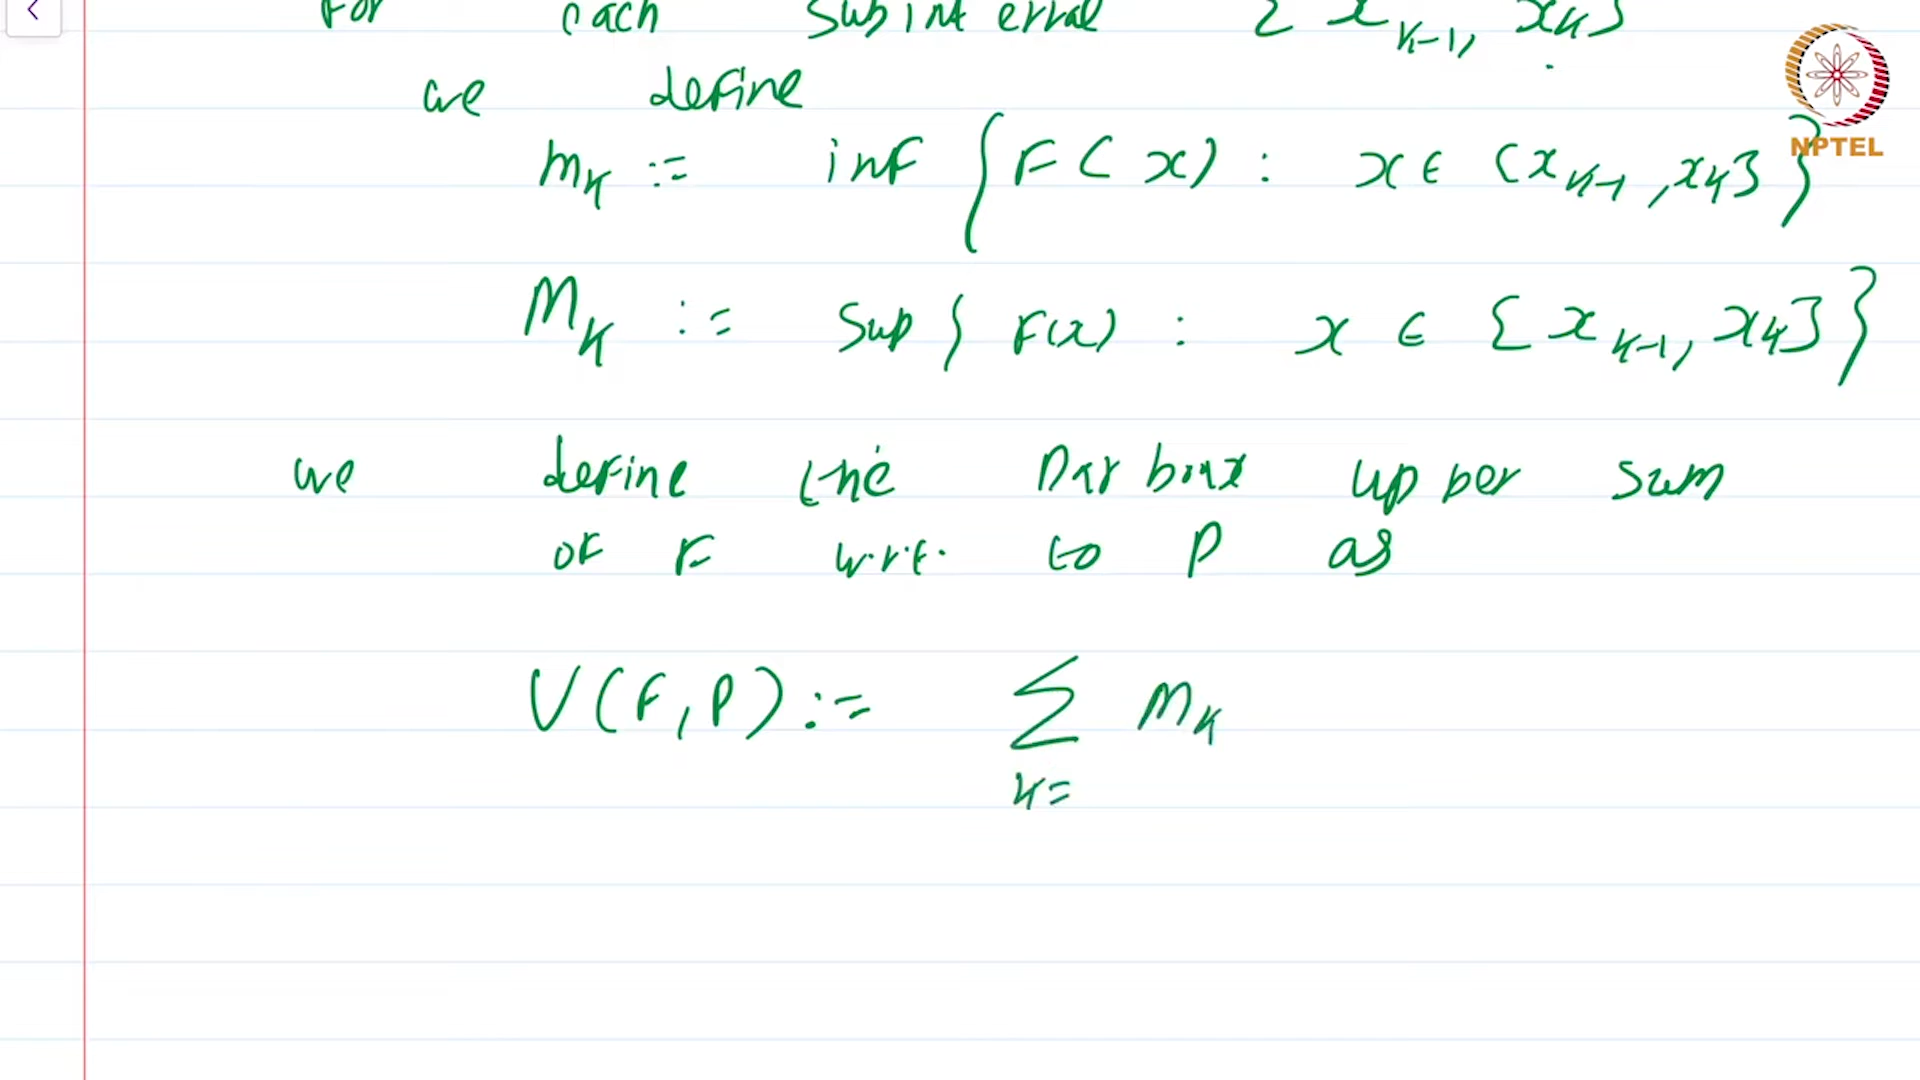 For each subinterval [x_{k-1}, x_k]
we define
m_k := inf { F(x) : x ∈ [x_{k-1}, x_k] }
M_k := sup { F(x) : x ∈ [x_{k-1}, x_k] }
we define the Darboux upper sum
of F w.r.t. to P as
U(F, P) := ∑ M_k
k=
NPTEL